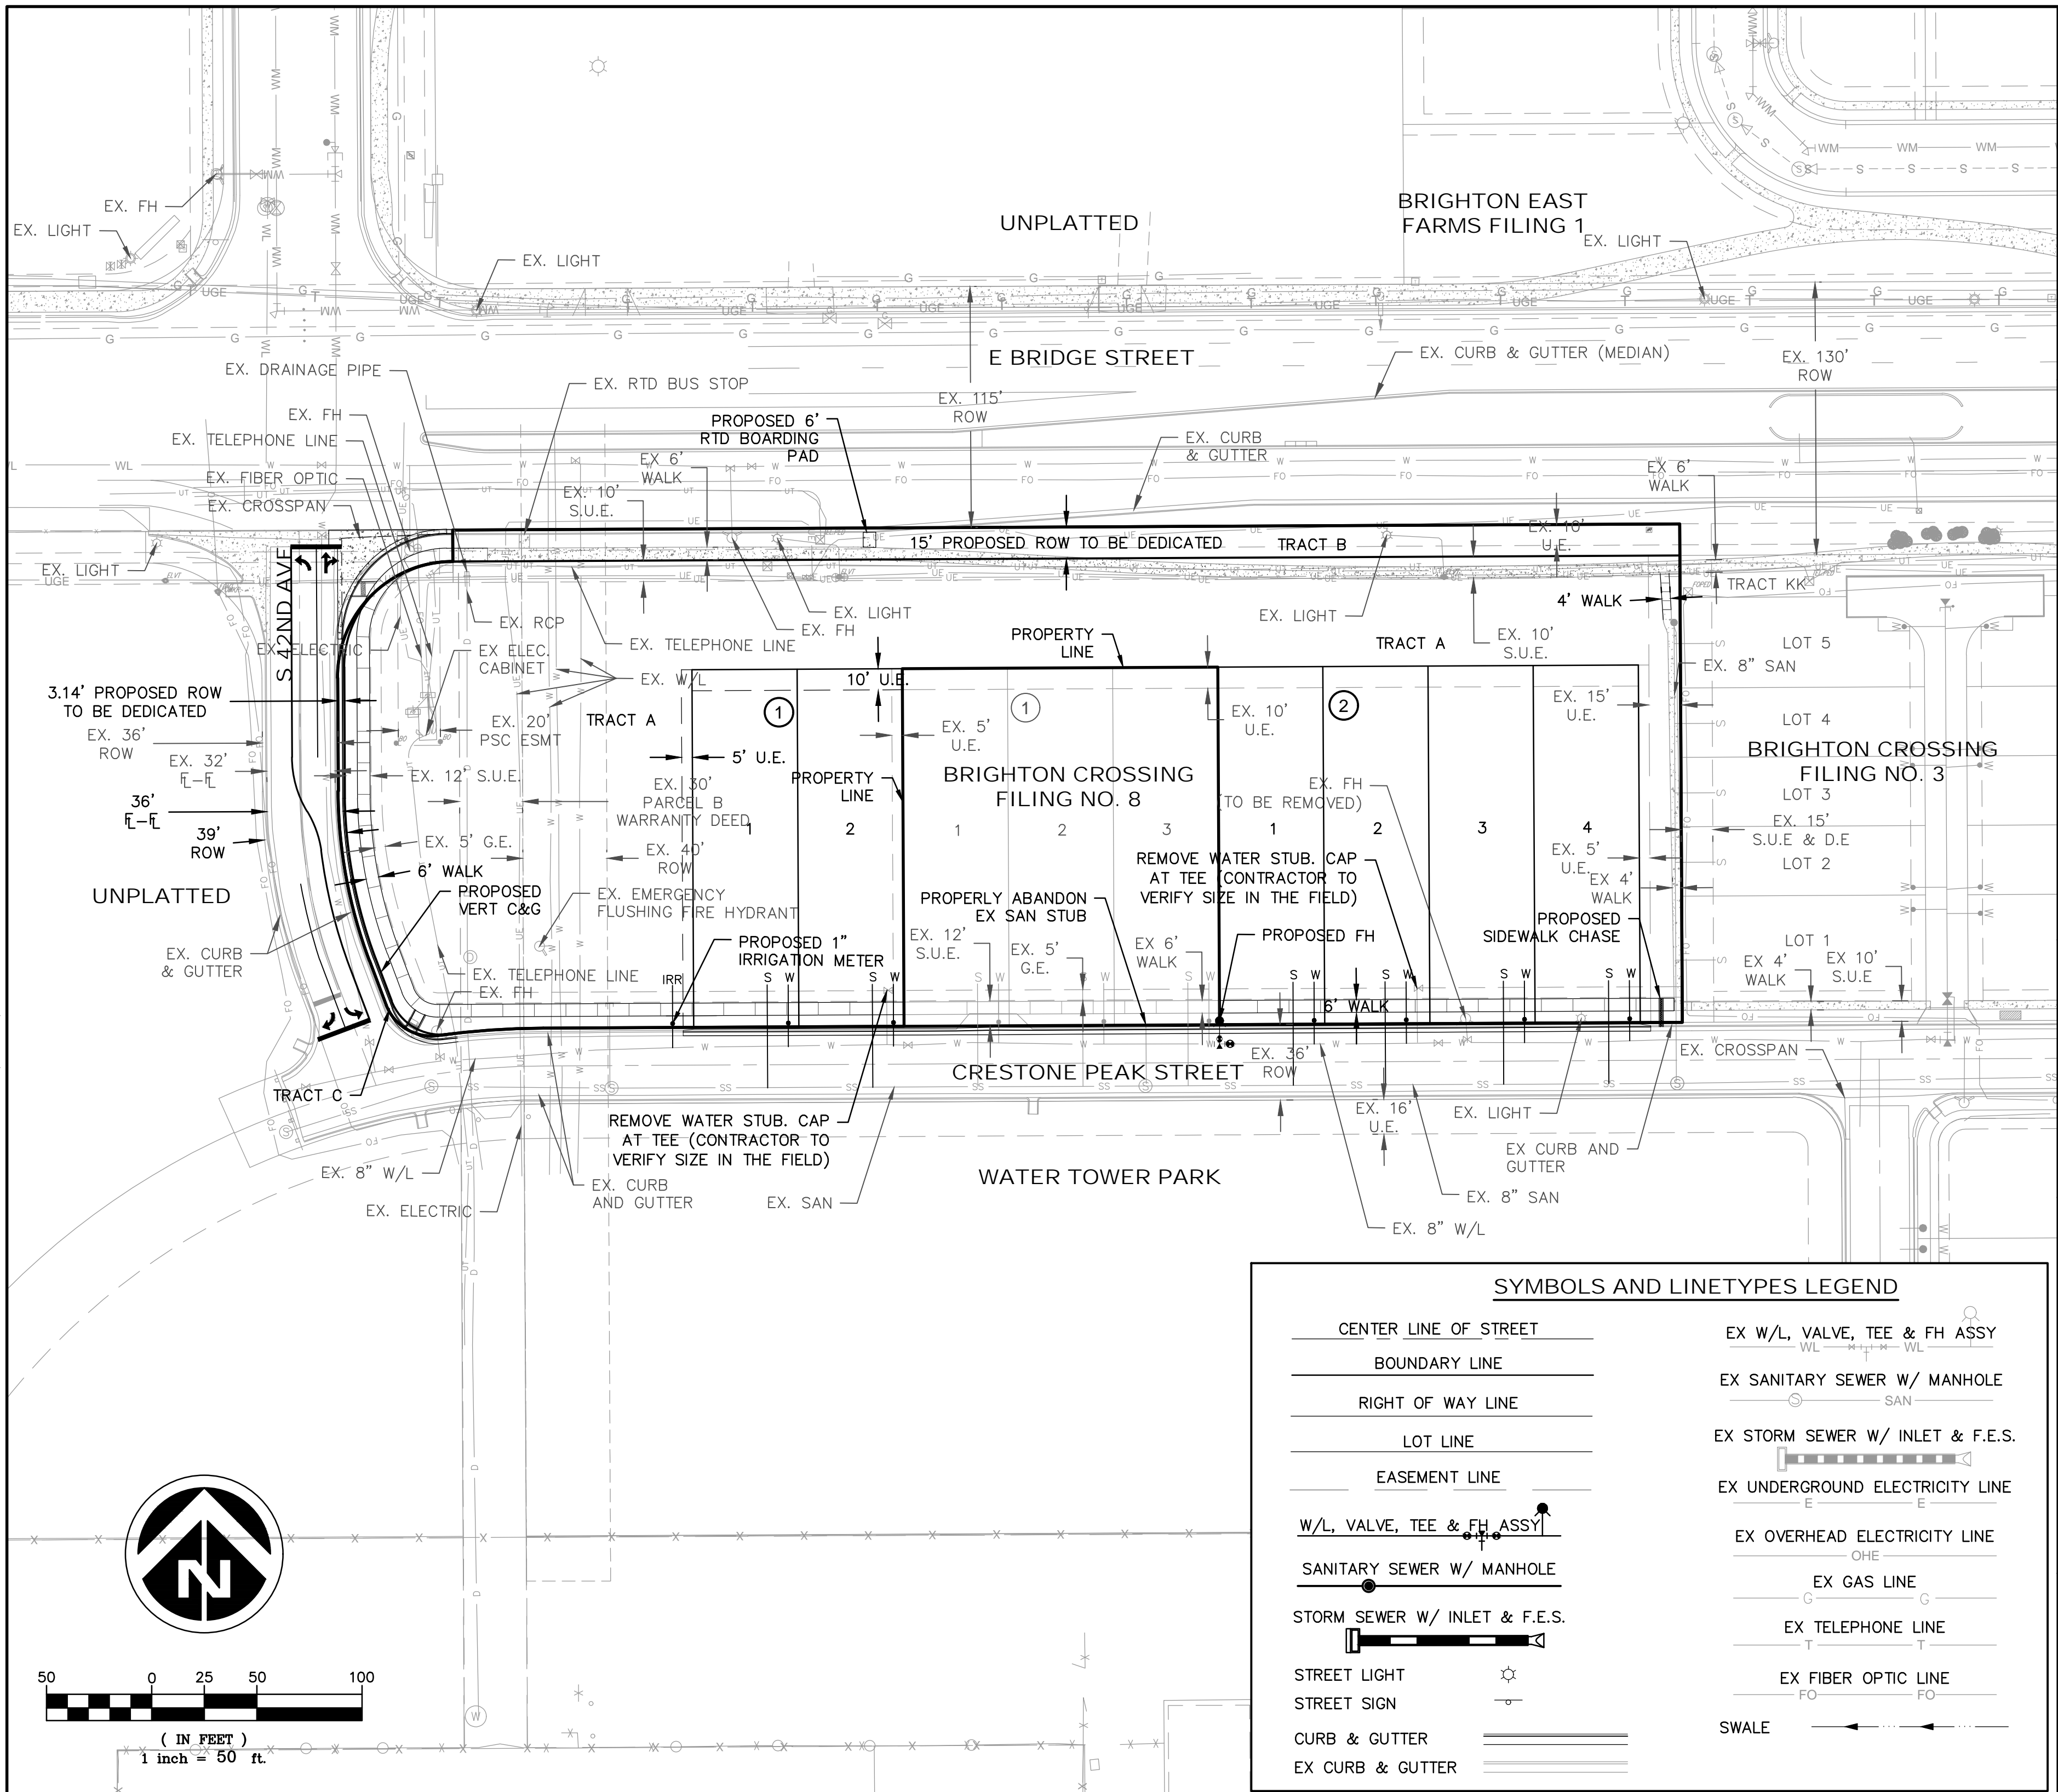 EX. FH
EX. LIGHT
EX. LIGHT
UNPLATTED
BRIGHTON EAST
FARMS FILING 1
EX. LIGHT
E BRIDGE STREET
EX. CURB & GUTTER (MEDIAN)
EX. 130'
ROW
EX. DRAINAGE PIPE
EX. RTD BUS STOP
EX. 115'
ROW
EX. FH
PROPOSED 6'
RTD BOARDING
PAD
EX. TELEPHONE LINE
EX. CURB
& GUTTER
EX 6'
WALK
EX 6'
WALK
EX. FIBER OPTIC
EX. 10'
S.U.E.
EX. CROSSPAN
15' PROPOSED ROW TO BE DEDICATED
TRACT B
EX. 10'
U.E.
S 42ND AVE
EX. LIGHT
TRACT KK
4' WALK
EX. LIGHT
EX. FH
EX. LIGHT
EX. RCP
EX. TELEPHONE LINE
EX. ELECTRIC
EX ELEC.
CABINET
PROPERTY
LINE
TRACT A
EX. 10'
S.U.E.
LOT 5
EX. 8" SAN
EX. W/L
10' U.E.
3.14' PROPOSED ROW
TO BE DEDICATED
EX. 36'
ROW
EX. 32'
FL-FL
36'
FL-FL
39'
ROW
EX. 20'
PSC ESMT
TRACT A
1
1
2
EX. 10'
U.E.
EX. 15'
U.E.
LOT 4
EX. 5'
U.E.
5' U.E.
EX. 12' S.U.E.
EX. 30'
PARCEL B
WARRANTY DEED
PROPERTY
LINE
BRIGHTON CROSSING
FILING NO. 8
EX. FH
(TO BE REMOVED)
BRIGHTON CROSSING
FILING NO. 3
LOT 3
EX. 15'
S.U.E & D.E
LOT 2
1
2
1
2
3
1
2
3
4
EX. 5' G.E.
EX. 40'
ROW
6' WALK
EX. 5'
U.E.
EX 4'
WALK
REMOVE WATER STUB. CAP
AT TEE (CONTRACTOR TO
VERIFY SIZE IN THE FIELD)
UNPLATTED
PROPOSED
VERT C&G
EX. EMERGENCY
FLUSHING FIRE HYDRANT
PROPERLY ABANDON
EX SAN STUB
PROPOSED
SIDEWALK CHASE
PROPOSED 1"
IRRIGATION METER
EX. 12'
S.U.E.
EX. 5'
G.E.
EX 6'
WALK
PROPOSED FH
LOT 1
EX 4'
WALK
EX 10'
S.U.E
EX. CURB
& GUTTER
EX. TELEPHONE LINE
EX. FH
IRR
S W
S W
S W
S W
S W
S W
6' WALK
EX. 36'
ROW
EX. CROSSPAN
CRESTONE PEAK STREET
TRACT C
REMOVE WATER STUB. CAP
AT TEE (CONTRACTOR TO
VERIFY SIZE IN THE FIELD)
EX. 16'
U.E.
EX. LIGHT
EX CURB AND
GUTTER
EX. 8" W/L
EX. CURB
AND GUTTER
EX. SAN
WATER TOWER PARK
EX. 8" SAN
EX. ELECTRIC
EX. 8" W/L
SYMBOLS AND LINETYPES LEGEND
CENTER LINE OF STREET
BOUNDARY LINE
RIGHT OF WAY LINE
LOT LINE
EASEMENT LINE
W/L, VALVE, TEE & FH ASSY
SANITARY SEWER W/ MANHOLE
STORM SEWER W/ INLET & F.E.S.
STREET LIGHT
STREET SIGN
CURB & GUTTER
EX CURB & GUTTER
EX W/L, VALVE, TEE & FH ASSY
WL WL
EX SANITARY SEWER W/ MANHOLE
S SAN
EX STORM SEWER W/ INLET & F.E.S.
EX UNDERGROUND ELECTRICITY LINE
E E
EX OVERHEAD ELECTRICITY LINE
OHE
EX GAS LINE
G G
EX TELEPHONE LINE
T T
EX FIBER OPTIC LINE
FO FO
SWALE
N
50 0 25 50 100
( IN FEET )
1 inch = 50 ft.